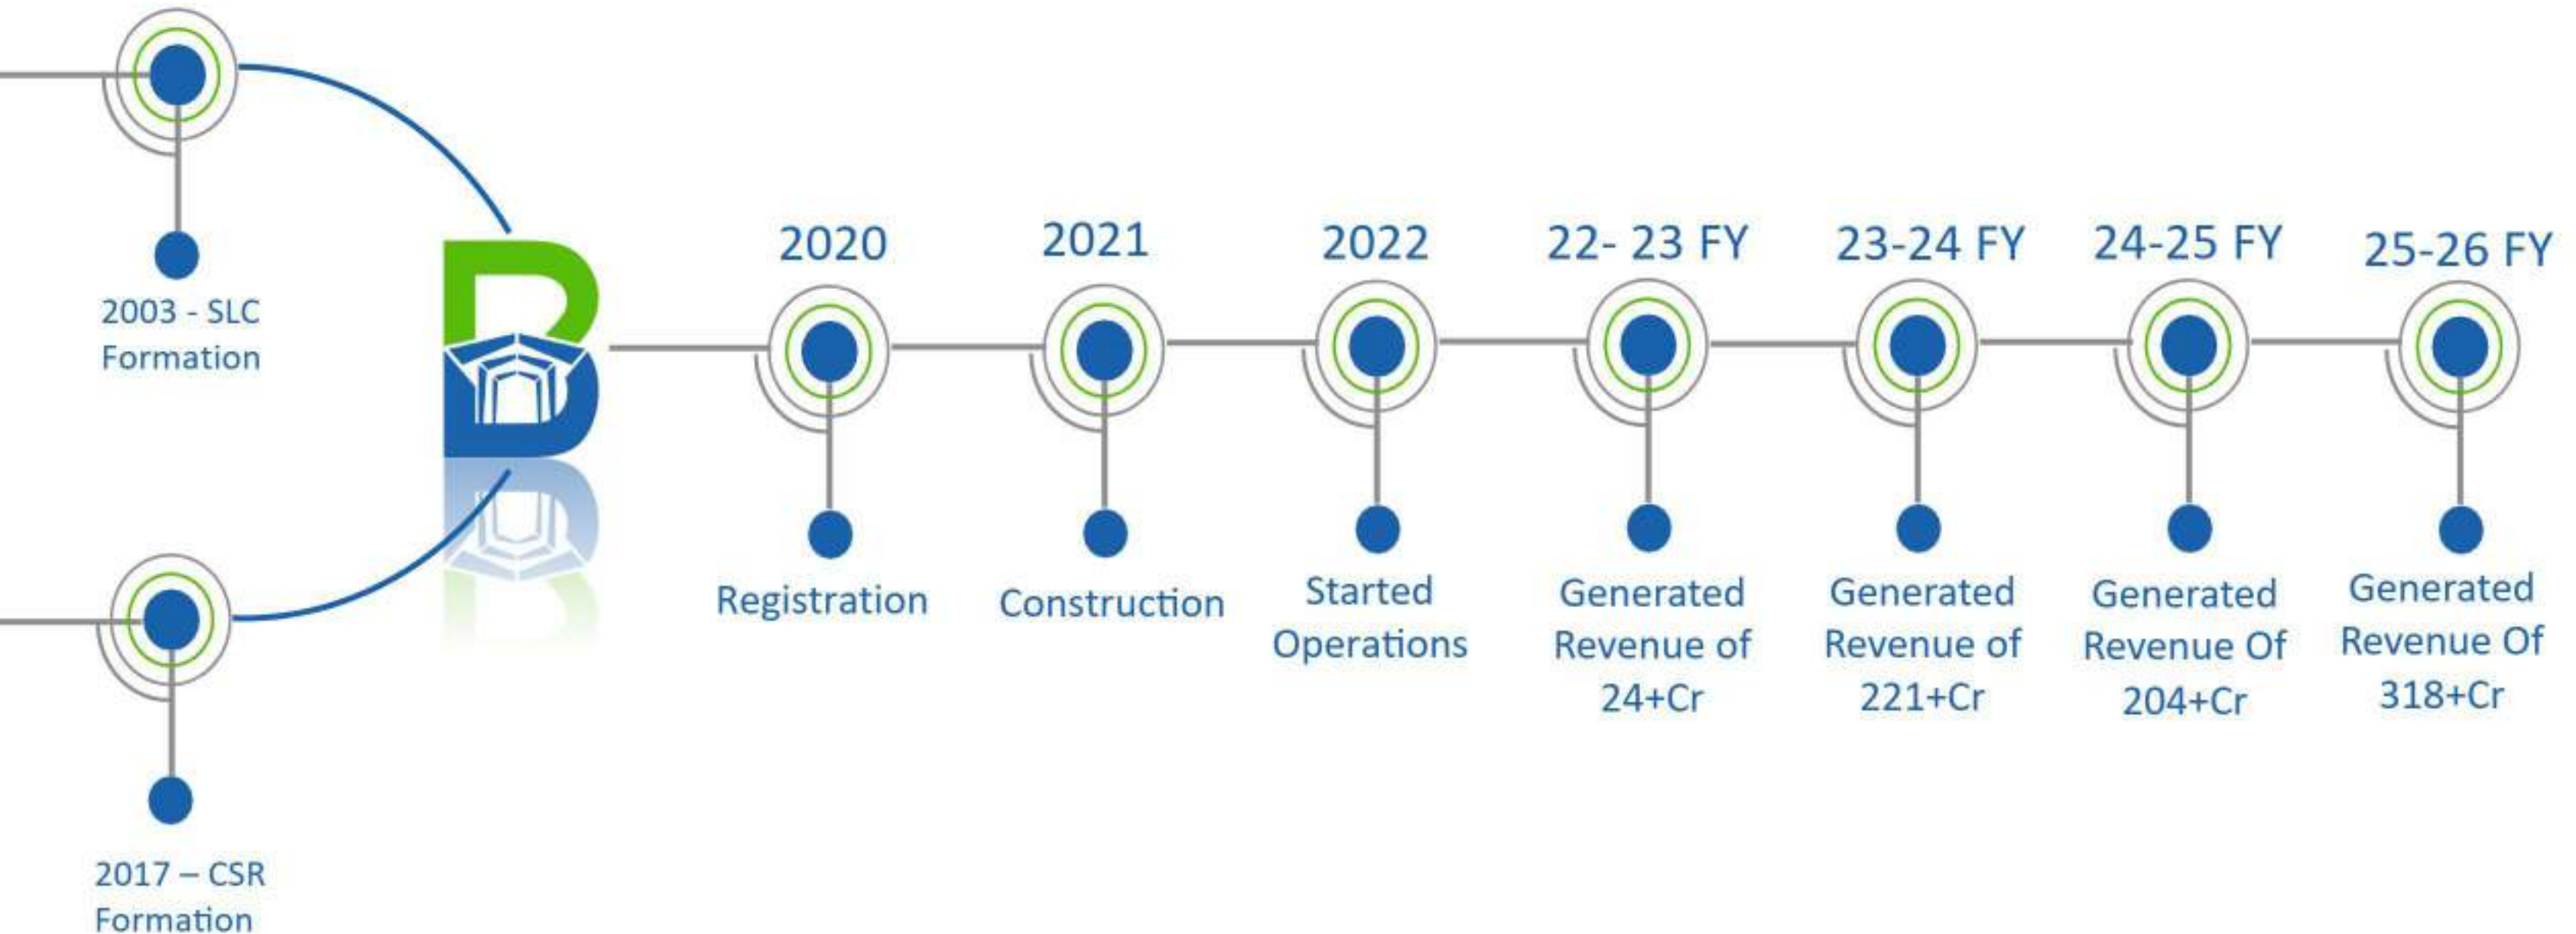 2003 - SLC
Formation
2017 – CSR
Formation
2020
Registration
2021
Construction
2022
Started
Operations
22- 23 FY
Generated
Revenue of
24+Cr
23-24 FY
Generated
Revenue of
221+Cr
24-25 FY
Generated
Revenue Of
204+Cr
25-26 FY
Generated
Revenue Of
318+Cr